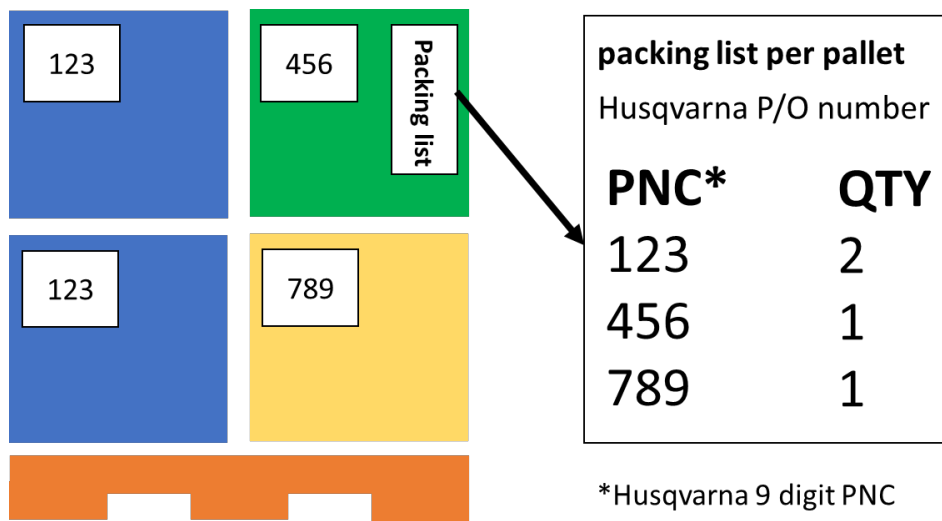 123
456
Packing list
123
789
packing list per pallet
Husqvarna P/O number
PNC* QTY
123 2
456 1
789 1
*Husqvarna 9 digit PNC